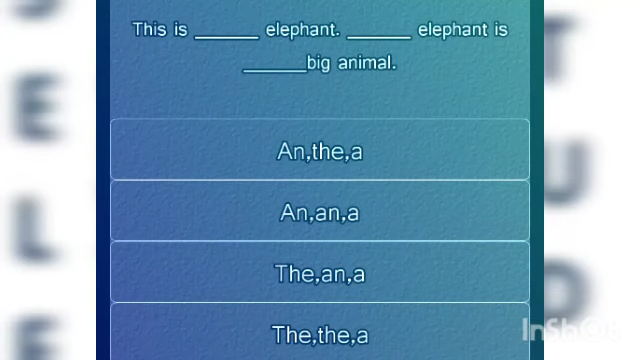 This is ______ elephant. ______ elephant is
______big animal.
An,the,a
An,an,a
The,an,a
The,the,a
S
E
L
E
T
U
D
InShOt